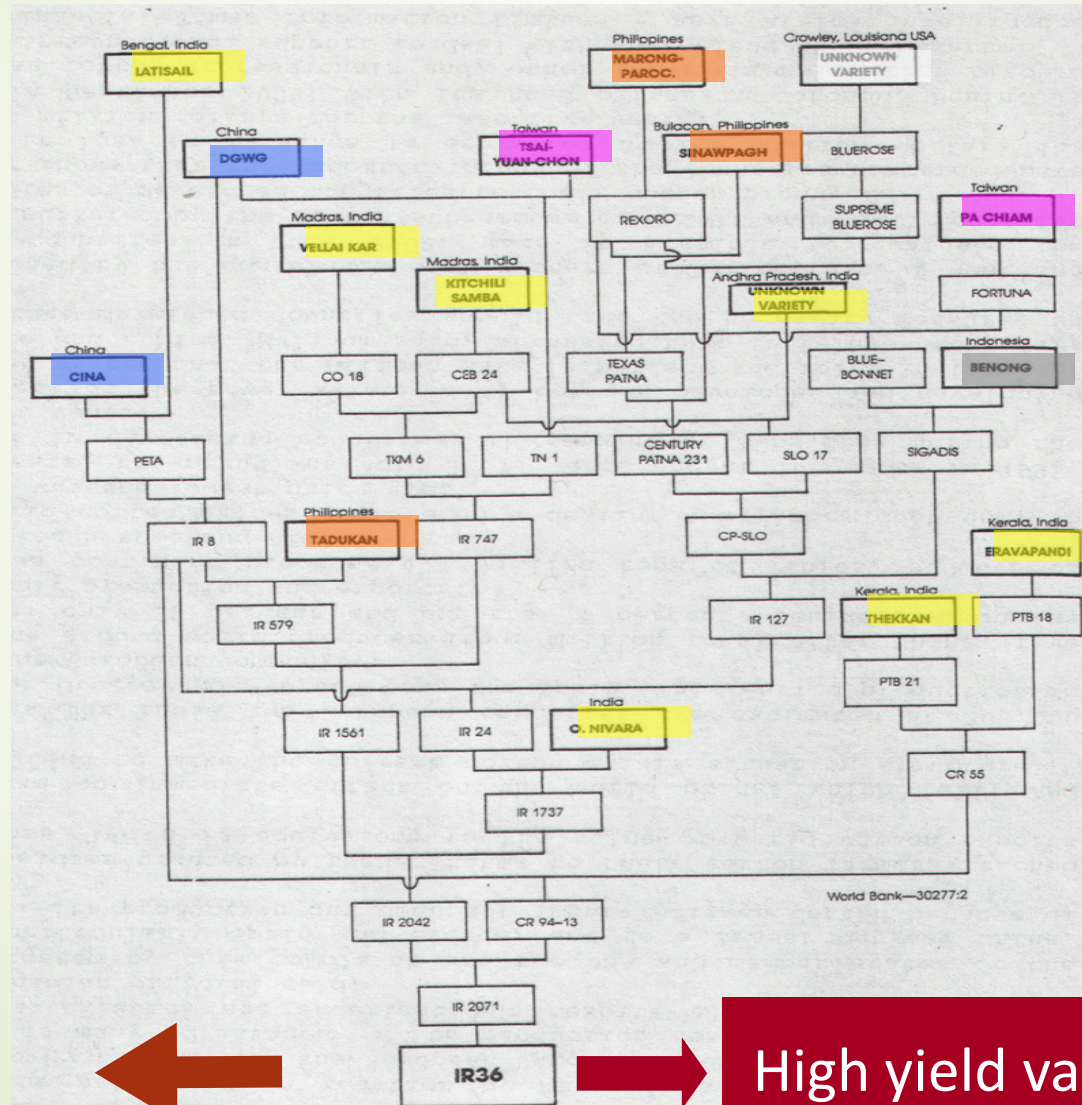 Bengal, India
LATISAIL
Philippines
MARONG-
PAROC.
Crowley, Louisiana USA
UNKNOWN
VARIETY
China
DGWG
Taiwan
TSAI-
YUAN-CHON
Bulacan, Philippines
SINAWPAGH
BLUEROSE
Madras, India
VELLAI KAR
REXORO
SUPREME
BLUEROSE
Taiwan
PA CHIAM
Madras, India
KITCHILI
SAMBA
Andhra Pradesh, India
UNKNOWN
VARIETY
FORTUNA
China
CINA
CO 18
CEB 24
TEXAS
PATNA
BLUE-
BONNET
Indonesia
BENONG
PETA
TKM 6
TN 1
CENTURY
PATNA 231
SLO 17
SIGADIS
IR 8
Philippines
TADUKAN
IR 747
CP-SLO
Kerala, India
ERAVAPANDI
IR 579
IR 127
Kerala, India
THEKKAN
PTB 18
PTB 21
IR 1561
IR 24
India
O. NIVARA
CR 55
IR 1737
World Bank—30277:2
IR 2042
CR 94-13
IR 2071
IR36
High yield va